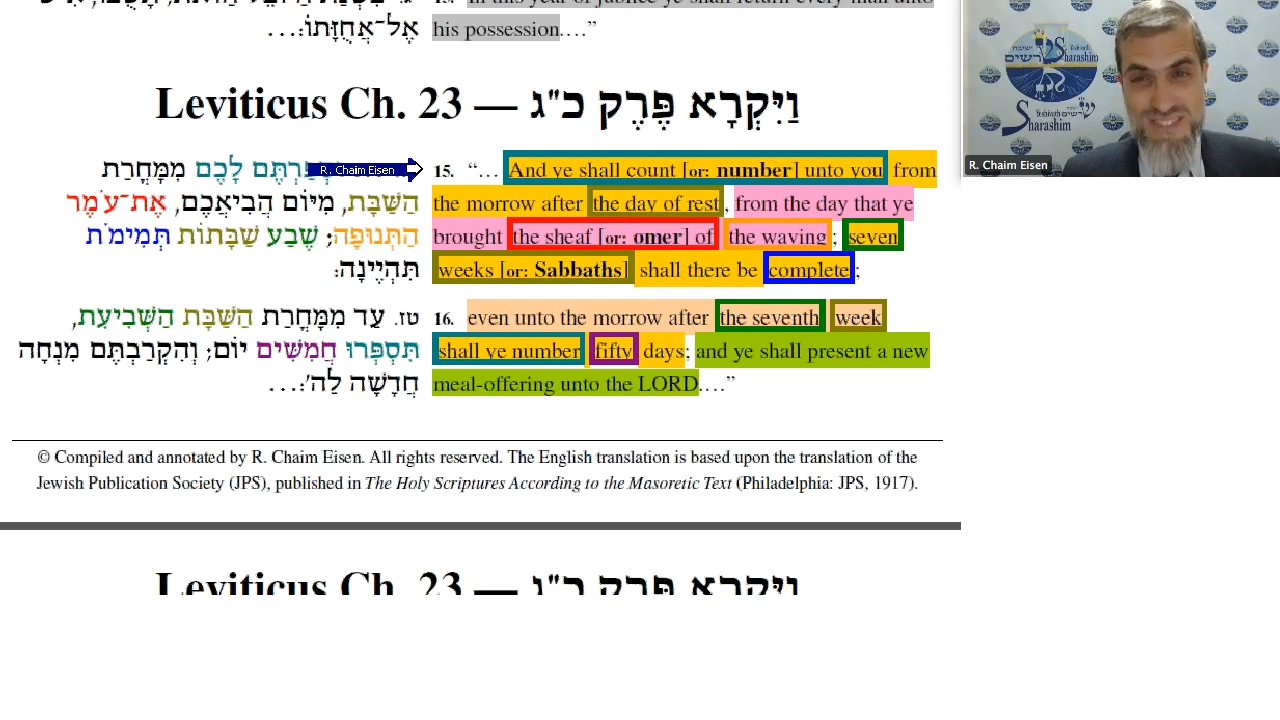 אֶל־אֲחֻזָּתוֹ:...
his possession....”
Leviticus Ch. 23 — וַיִּקְרָא פֶּרֶק כ"ג
לָכֶם מִמָּחֳרַת
R. Chaim Eisen
15. “... And ye shall count [or: number] unto you from
הַשַּׁבָּת, מִיּוֹם הֲבִיאֲכֶם, אֶת־עֹמֶר
the morrow after the day of rest, from the day that ye
הַתְּנוּפָה; שֶׁבַע שַׁבָּתוֹת תְּמִימֹת
brought the sheaf [or: omer] of the waving; seven
תִּהְיֶינָה:
weeks [or: Sabbaths] shall there be complete;
טז. עַד מִמָּחֳרַת הַשַּׁבָּת הַשְּׁבִיעִת,
16. even unto the morrow after the seventh week
תִּסְפְּרוּ חֲמִשִּׁים יוֹם; וְהִקְרַבְתֶּם מִנְחָה
shall ye number fifty days; and ye shall present a new
חֲדָשָׁה לַה':...
meal-offering unto the LORD....”
© Compiled and annotated by R. Chaim Eisen. All rights reserved. The English translation is based upon the translation of the
Jewish Publication Society (JPS), published in The Holy Scriptures According to the Masoretic Text (Philadelphia: JPS, 1917).
Leviticus Ch. 23 — וַיִּקְרָא פֶּרֶק כ"ג
ישיבת
שרשים
Yeshivath
Sharashim
Yeshivath
Sharashim
R. Chaim Eisen